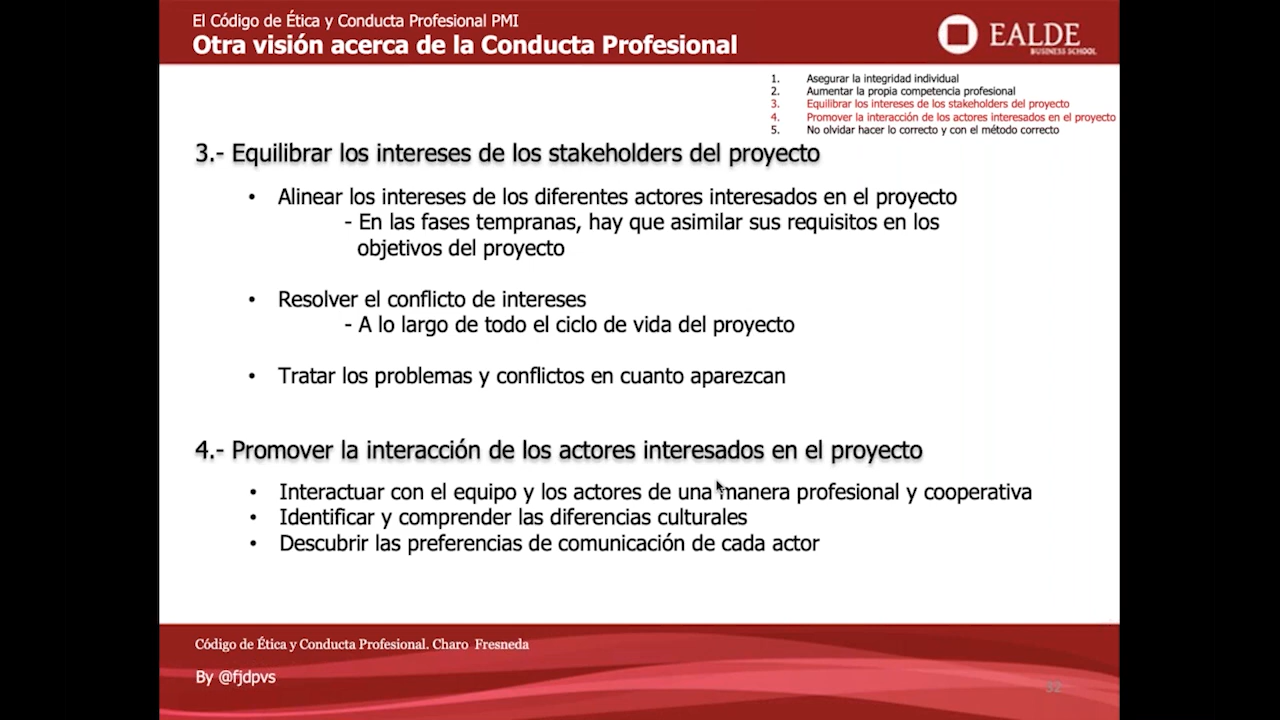 El Código de Ética y Conducta Profesional PMI
Otra visión acerca de la Conducta Profesional
EALDE
BUSINESS SCHOOL
1. Asegurar la integridad individual
2. Aumentar la propia competencia profesional
3. Equilibrar los intereses de los stakeholders del proyecto
4. Promover la interacción de los actores interesados en el proyecto
5. No olvidar hacer lo correcto y con el método correcto
3.- Equilibrar los intereses de los stakeholders del proyecto
• Alinear los intereses de los diferentes actores interesados en el proyecto
- En las fases tempranas, hay que asimilar sus requisitos en los
objetivos del proyecto
• Resolver el conflicto de intereses
- A lo largo de todo el ciclo de vida del proyecto
• Tratar los problemas y conflictos en cuanto aparezcan
4.- Promover la interacción de los actores interesados en el proyecto
• Interactuar con el equipo y los actores de una manera profesional y cooperativa
• Identificar y comprender las diferencias culturales
• Descubrir las preferencias de comunicación de cada actor
Código de Ética y Conducta Profesional. Charo Fresneda
By @fjdpvs
32